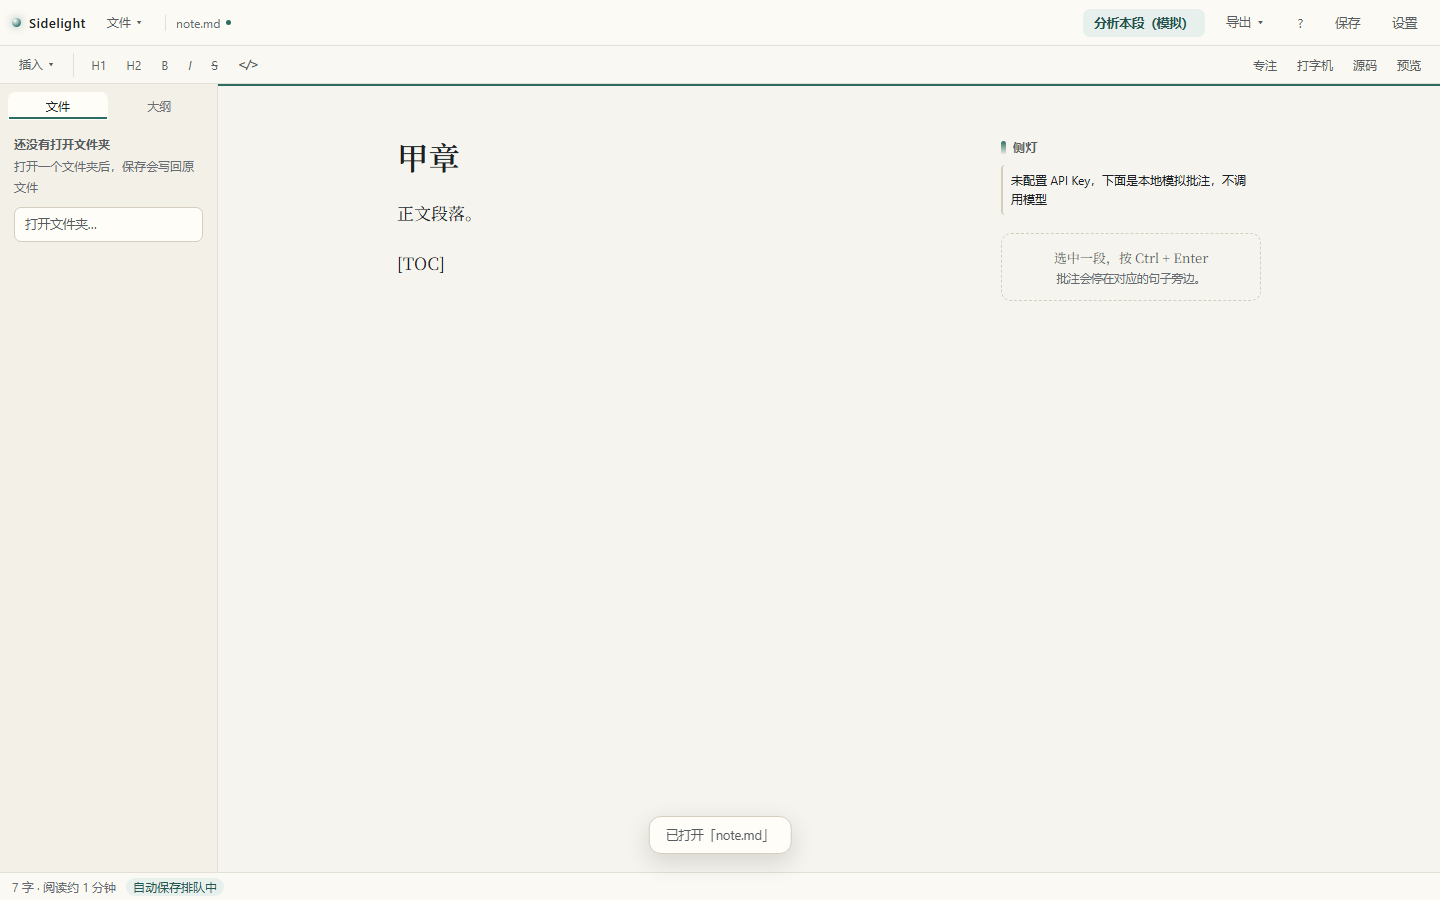 Sidelight 文件 ▾ note.md ● 分析本段（模拟） 导出 ▾ ? 保存 设置
插入 ▾ H1 H2 B I S </> 专注 打字机 源码 预览
文件 大纲
还没有打开文件夹
打开一个文件夹后，保存会写回原
文件
打开文件夹...
甲章
正文段落。
[TOC]
侧灯
未配置 API Key，下面是本地模拟批注，不调
用模型
选中一段，按 Ctrl + Enter
批注会停在对应的句子旁边。
已打开「note.md」
7 字 · 阅读约 1 分钟 自动保存排队中